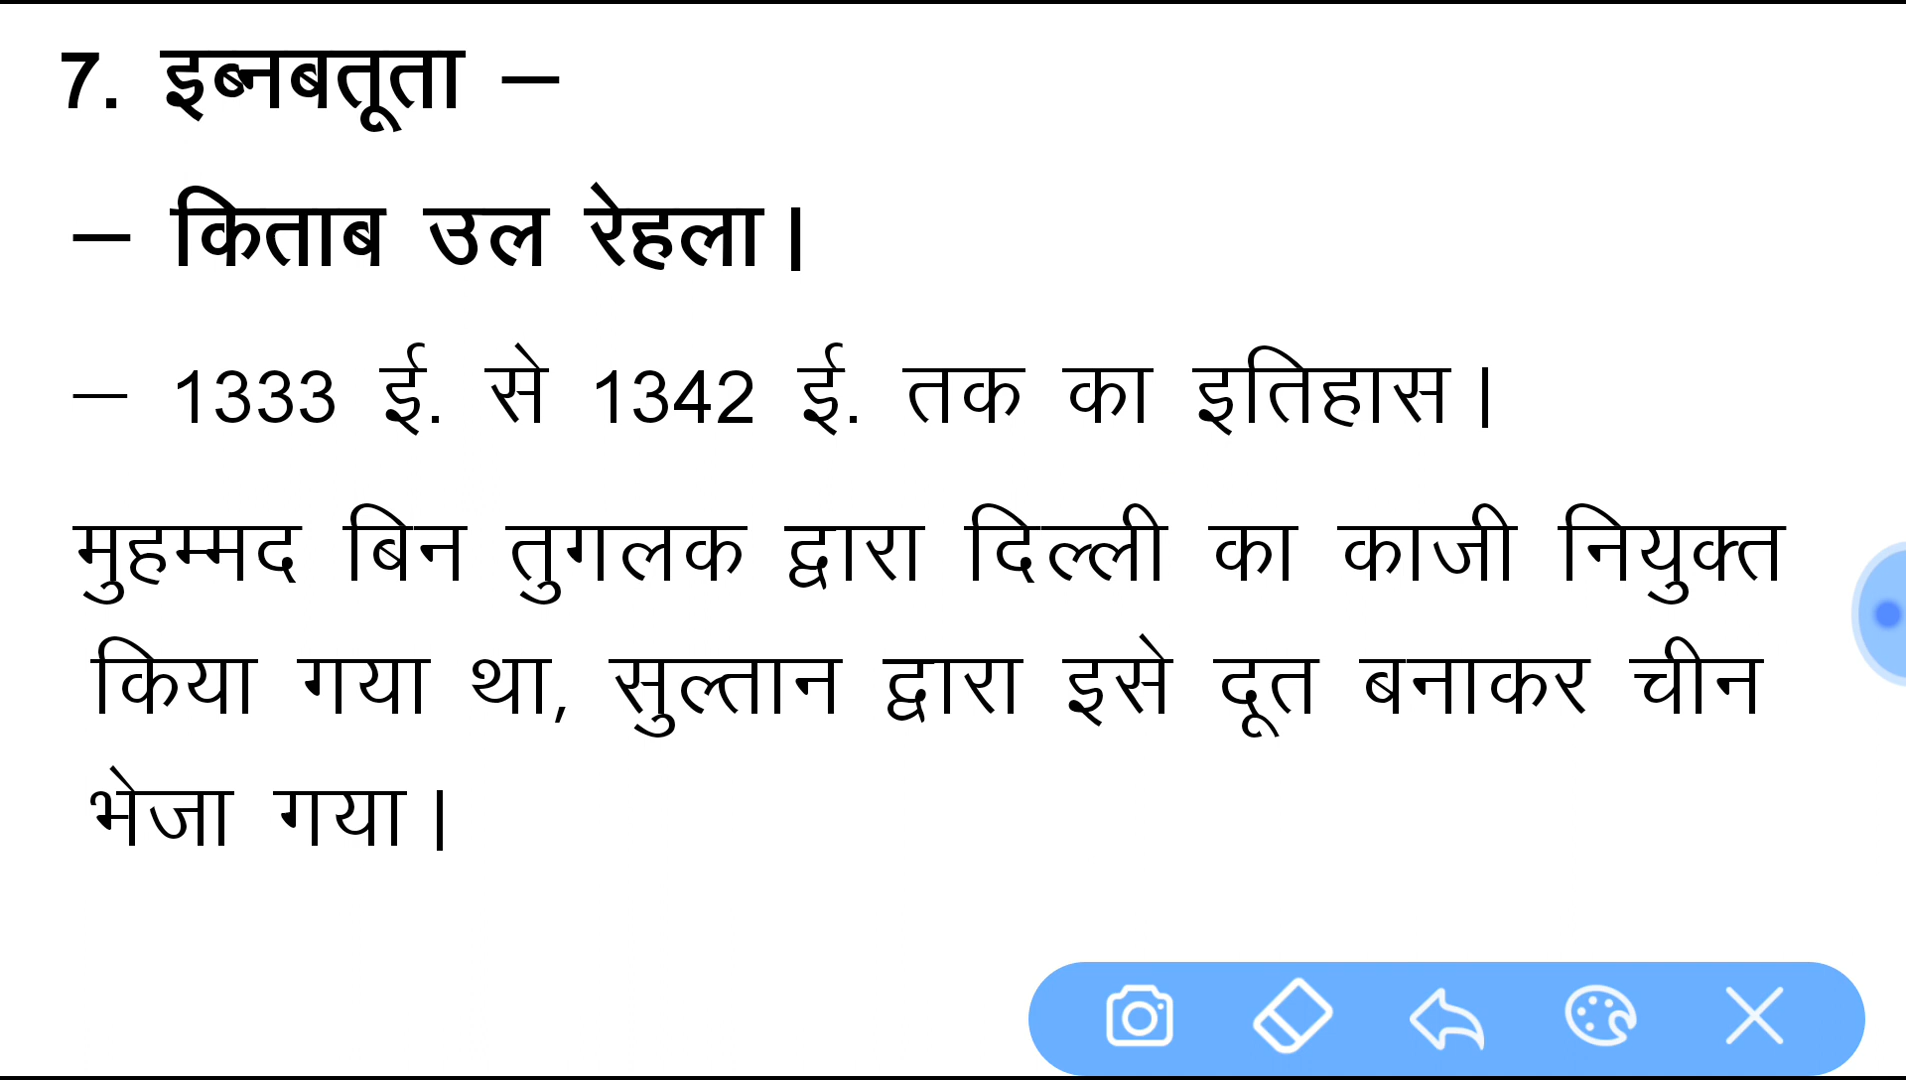 7. इब्नबतूता –
– किताब उल रेहला।
– 1333 ई. से 1342 ई. तक का इतिहास।
मुहम्मद बिन तुगलक द्वारा दिल्ली का काजी नियुक्त
किया गया था, सुल्तान द्वारा इसे दूत बनाकर चीन
भेजा गया।